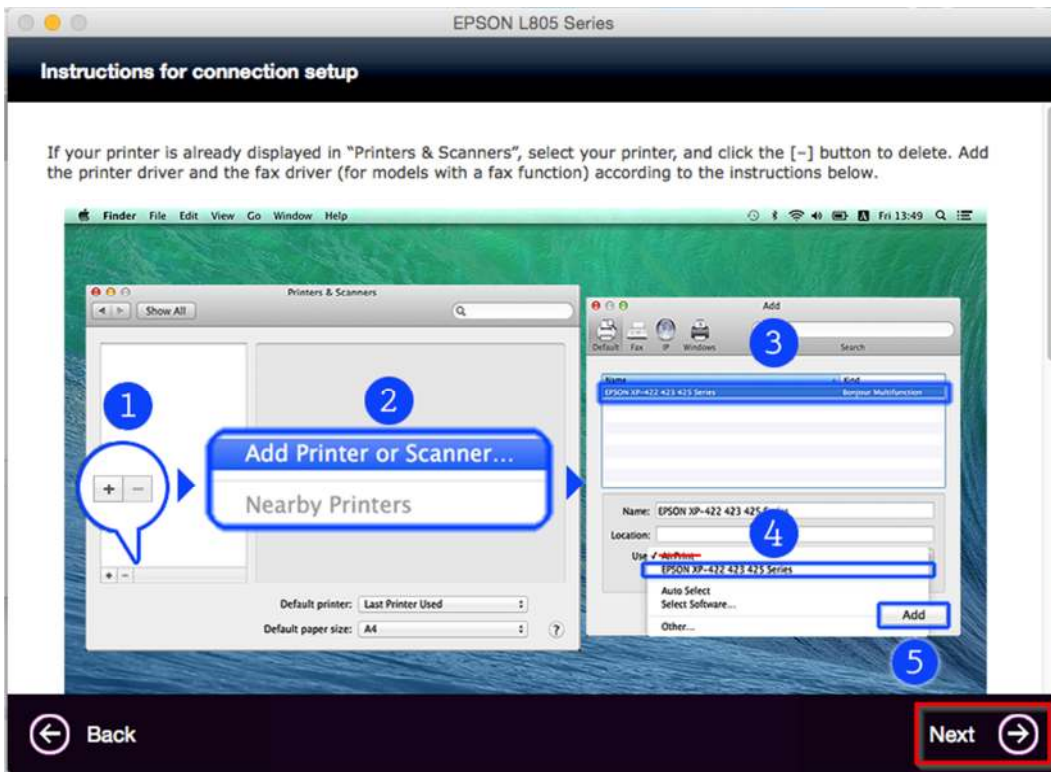 EPSON L805 Series
Instructions for connection setup
If your printer is already displayed in “Printers & Scanners”, select your printer, and click the [–] button to delete. Add
the printer driver and the fax driver (for models with a fax function) according to the instructions below.
Finder File Edit View Go Window Help
Fri 13:49
Printers & Scanners
Show All
1
2
Add Printer or Scanner...
Nearby Printers
+ −
+ −
Default printer: Last Printer Used
Default paper size: A4
?
Add
Default Fax IP Windows
Search
3
Name Kind
EPSON XP-422 423 425 Series Bonjour Multifunction
Name: EPSON XP-422 423 425 Series
Location:
4
Use ✓ AirPrint
EPSON XP-422 423 425 Series
Auto Select
Select Software...
Other...
Add
5
Back
Next